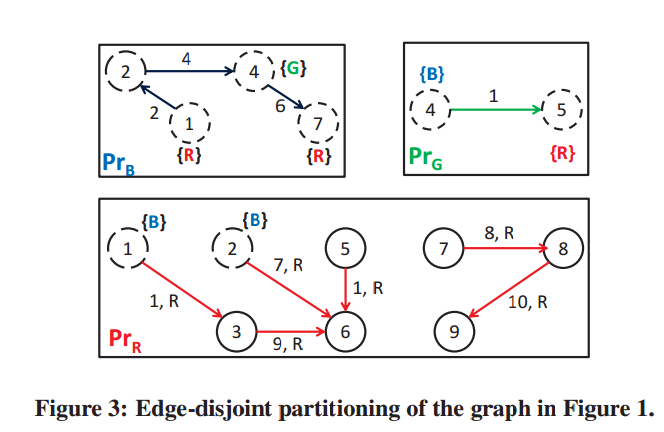 2 4 4 {G}
2 1 6 7
{R} {R}
Pr_B
{B}
4 1 5
Pr_G {R}
{B} {B}
1 2 5 7 8, R 8
7, R
1, R 1, R 10, R
3 9, R 6 9
Pr_R
Figure 3: Edge-disjoint partitioning of the graph in Figure 1.